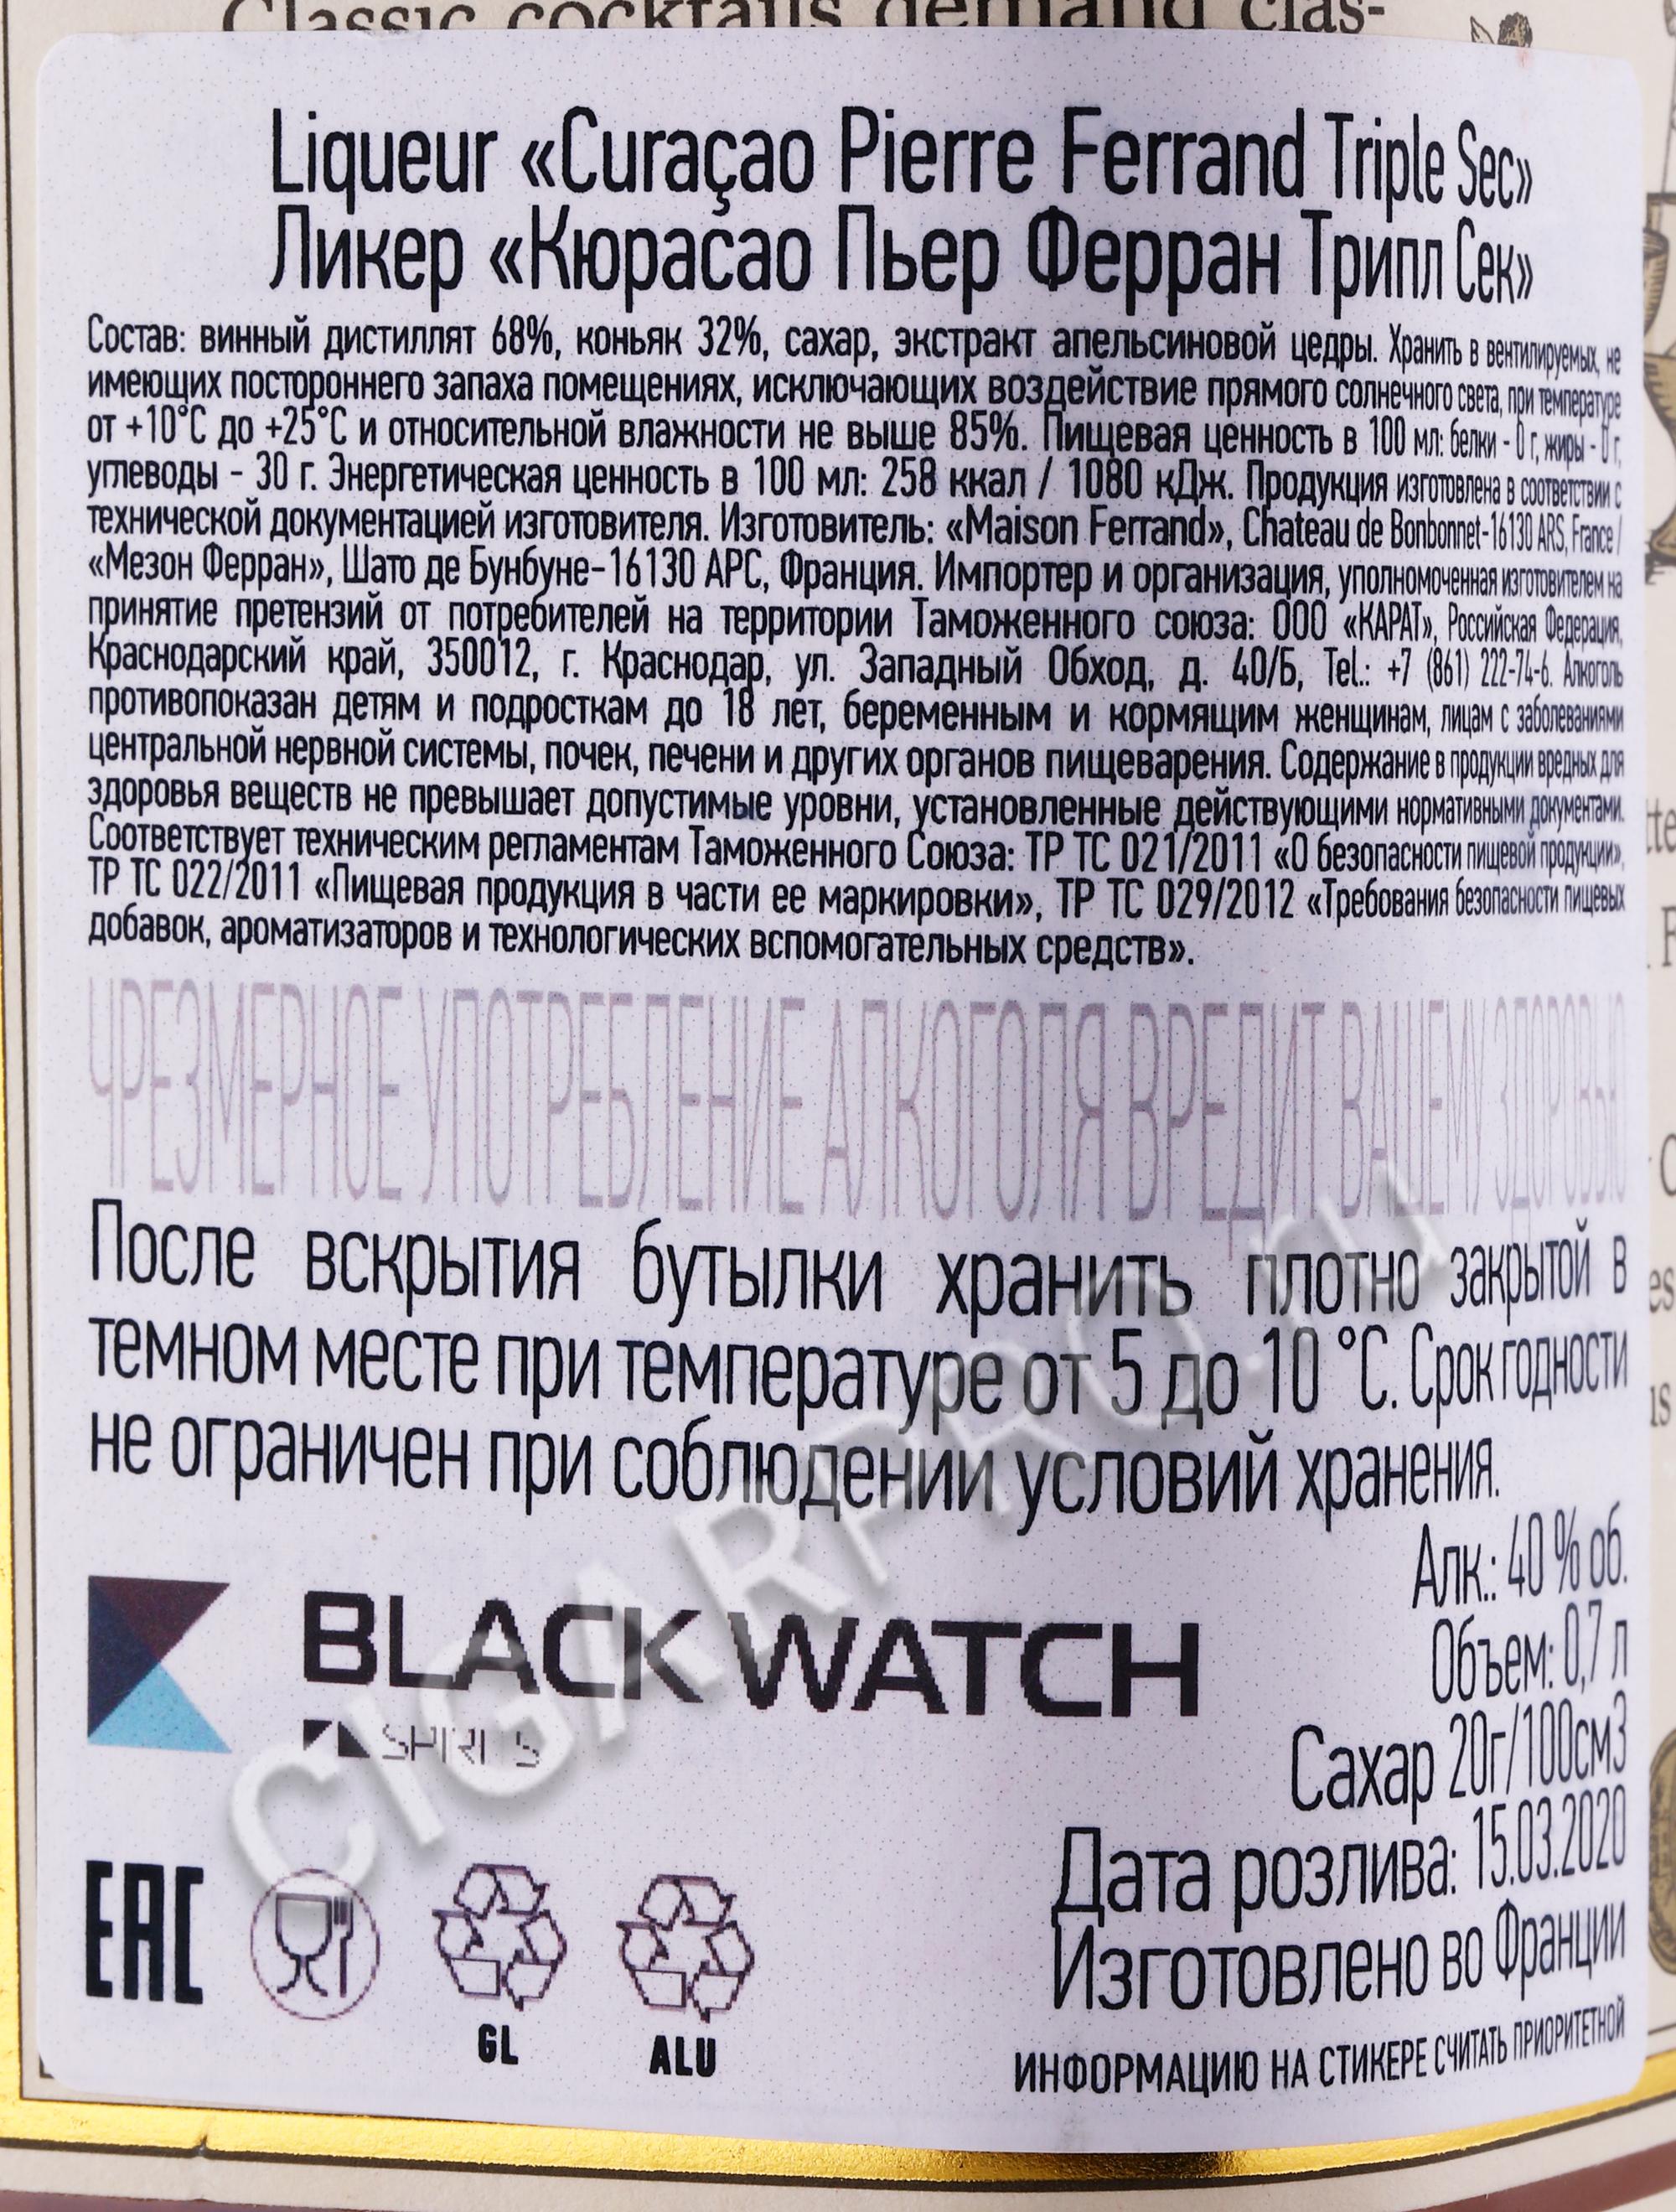 Classic cocktails demand clas-
Liqueur «Curaçao Pierre Ferrand Triple Sec»
Ликер «Кюрасао Пьер Ферран Трипл Сек»
Состав: винный дистиллят 68%, коньяк 32%, сахар, экстракт апельсиновой цедры. Хранить в вентилируемых, не
имеющих постороннего запаха помещениях, исключающих воздействие прямого солнечного света, при температуре
от +10°С до +25°С и относительной влажности не выше 85%. Пищевая ценность в 100 мл: белки - 0 г, жиры - 0 г,
углеводы - 30 г. Энергетическая ценность в 100 мл: 258 ккал / 1080 кДж. Продукция изготовлена в соответствии с
технической документацией изготовителя. Изготовитель: «Maison Ferrand», Chateau de Bonbonnet-16130 ARS, France /
«Мезон Ферран», Шато де Бунбуне-16130 АРС, Франция. Импортер и организация, уполномоченная изготовителем на
принятие претензий от потребителей на территории Таможенного союза: ООО «КАРАТ», Российская Федерация,
Краснодарский край, 350012, г. Краснодар, ул. Западный Обход, д. 40/Б, Tel.: +7 (861) 222-74-6. Алкоголь
противопоказан детям и подросткам до 18 лет, беременным и кормящим женщинам, лицам с заболеваниями
центральной нервной системы, почек, печени и других органов пищеварения. Содержание в продукции вредных для
здоровья веществ не превышает допустимые уровни, установленные действующими нормативными документами.
Соответствует техническим регламентам Таможенного Союза: ТР ТС 021/2011 «О безопасности пищевой продукции»,
ТР ТС 022/2011 «Пищевая продукция в части ее маркировки», ТР ТС 029/2012 «Требования безопасности пищевых
добавок, ароматизаторов и технологических вспомогательных средств».
ЧРЕЗМЕРНОЕ УПОТРЕБЛЕНИЕ АЛКОГОЛЯ ВРЕДИТ ВАШЕМУ ЗДОРОВЬЮ
После вскрытия бутылки хранить плотно закрытой в
темном месте при температуре от 5 до 10 °С. Срок годности
не ограничен при соблюдении условий хранения.
Алк.: 40 % об.
Объем: 0,7 л
Сахар 20г/100см3
Дата розлива: 15.03.2020
Изготовлено во Франции
ИНФОРМАЦИЮ НА СТИКЕРЕ СЧИТАТЬ ПРИОРИТЕТНОЙ
BLACK WATCH
SPIRITS
EAC
GL
ALU
CIGARPRO.ru